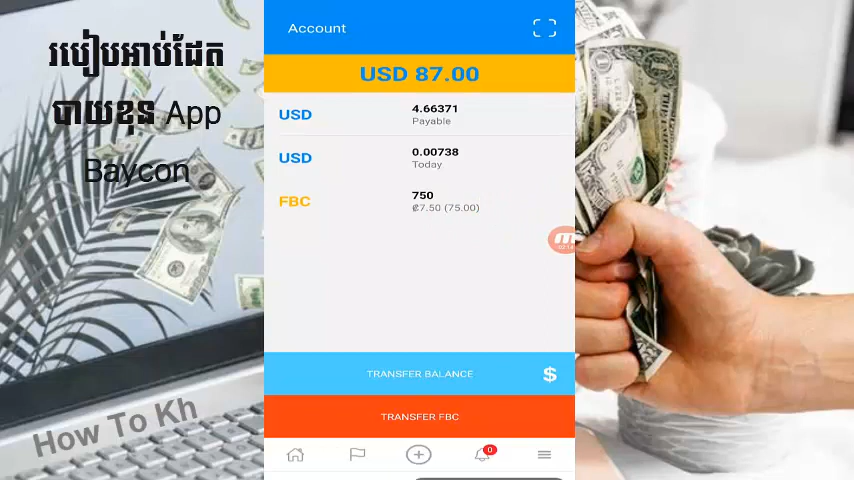 របៀបអាប់ដែត
បាយខុន App
Baycon
How To Kh
Account
USD 87.00
USD
4.66371
Payable
USD
0.00738
Today
FBC
750
₡7.50 (75.00)
02:14
TRANSFER BALANCE
$
TRANSFER FBC
0